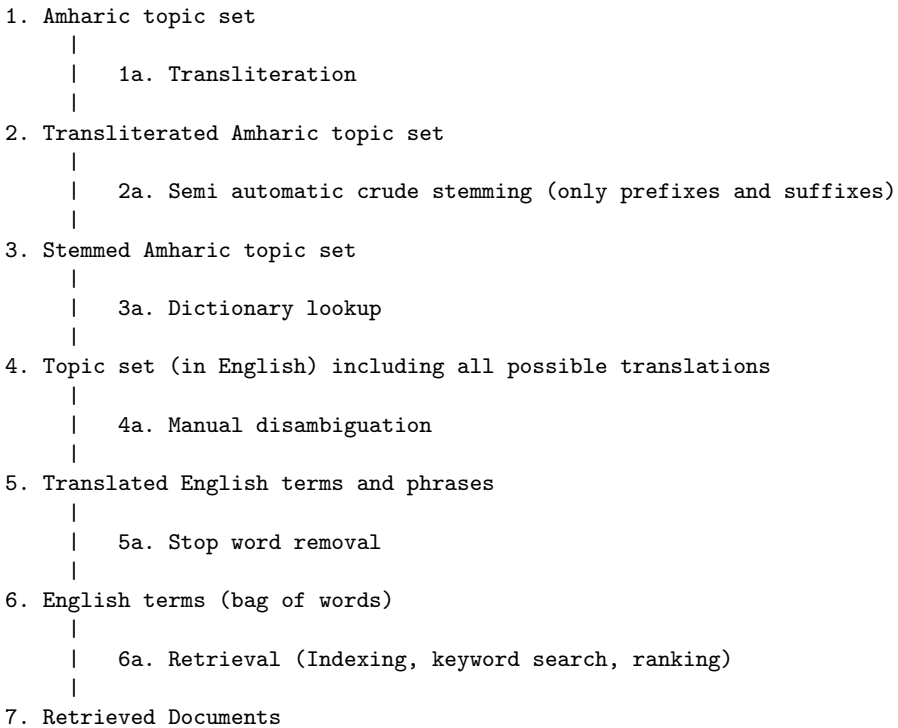 1. Amharic topic set
|
|   1a. Transliteration
|
2. Transliterated Amharic topic set
|
|   2a. Semi automatic crude stemming (only prefixes and suffixes)
|
3. Stemmed Amharic topic set
|
|   3a. Dictionary lookup
|
4. Topic set (in English) including all possible translations
|
|   4a. Manual disambiguation
|
5. Translated English terms and phrases
|
|   5a. Stop word removal
|
6. English terms (bag of words)
|
|   6a. Retrieval (Indexing, keyword search, ranking)
|
7. Retrieved Documents